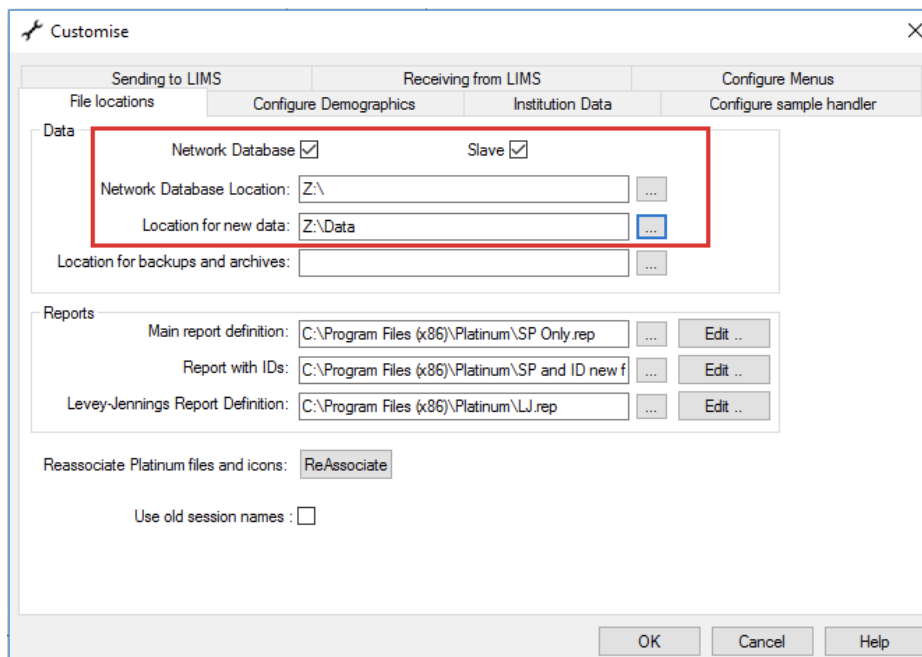 Customise
Sending to LIMS Receiving from LIMS Configure Menus
File locations Configure Demographics Institution Data Configure sample handler
Data
Network Database Slave
Network Database Location: Z:\ ...
Location for new data: Z:\Data ...
Location for backups and archives: ...
Reports
Main report definition: C:\Program Files (x86)\Platinum\SP Only.rep ... Edit ..
Report with IDs: C:\Program Files (x86)\Platinum\SP and ID new f ... Edit ..
Levey-Jennings Report Definition: C:\Program Files (x86)\Platinum\LJ.rep ... Edit ..
Reassociate Platinum files and icons: ReAssociate
Use old session names :
OK Cancel Help